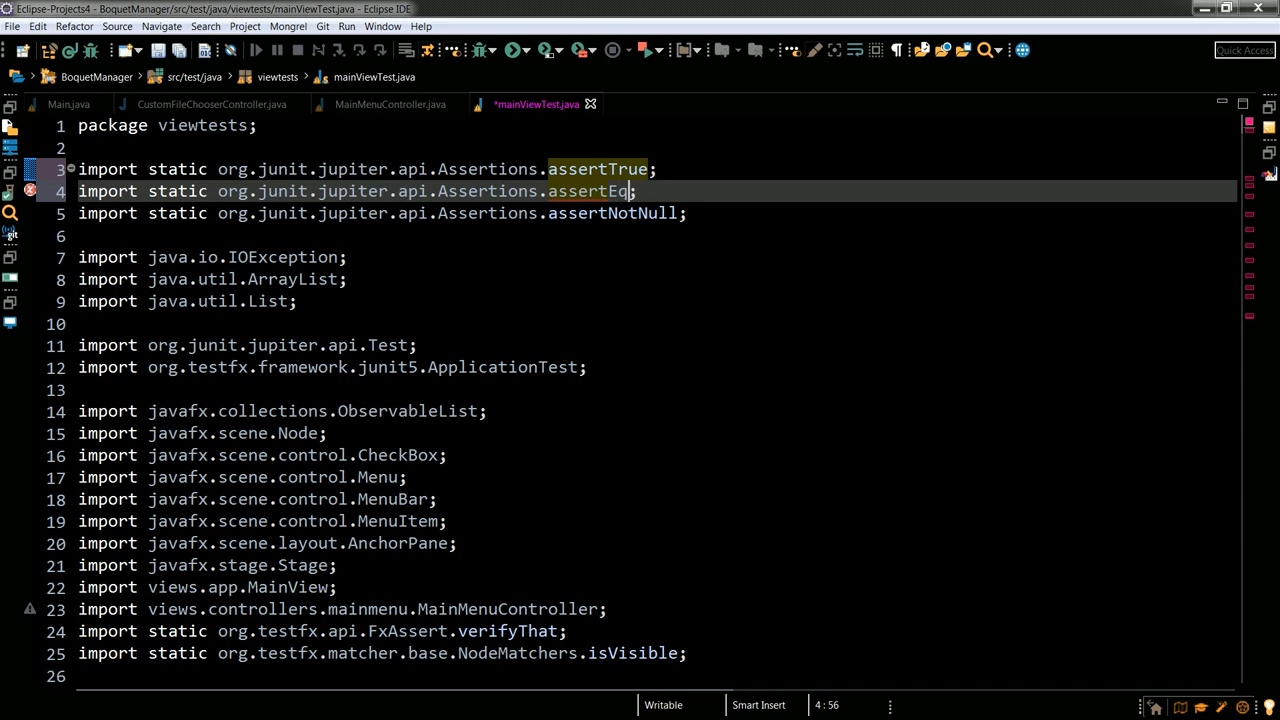 Eclipse-Projects4 - BoquetManager/src/test/java/viewtests/mainViewTest.java - Eclipse IDE
File Edit Refactor Source Search Project Navigate Mongrel Git Run Window Help
Quick Access
BoquetManager src/test/java viewtests mainViewTest.java
Main.java CustomFileChooserController.java MainMenuController.java *mainViewTest.java
1 package viewtests;
2
3 import static org.junit.jupiter.api.Assertions.assertTrue;
4 import static org.junit.jupiter.api.Assertions.assertEq;
5 import static org.junit.jupiter.api.Assertions.assertNotNull;
6
7 import java.io.IOException;
8 import java.util.ArrayList;
9 import java.util.List;
10
11 import org.junit.jupiter.api.Test;
12 import org.testfx.framework.junit5.ApplicationTest;
13
14 import javafx.collections.ObservableList;
15 import javafx.scene.Node;
16 import javafx.scene.control.CheckBox;
17 import javafx.scene.control.Menu;
18 import javafx.scene.control.MenuBar;
19 import javafx.scene.control.MenuItem;
20 import javafx.scene.layout.AnchorPane;
21 import javafx.stage.Stage;
22 import views.app.MainView;
23 import views.controllers.mainmenu.MainMenuController;
24 import static org.testfx.api.FxAssert.verifyThat;
25 import static org.testfx.matcher.base.NodeMatchers.isVisible;
26
Writable Smart Insert 4 : 56